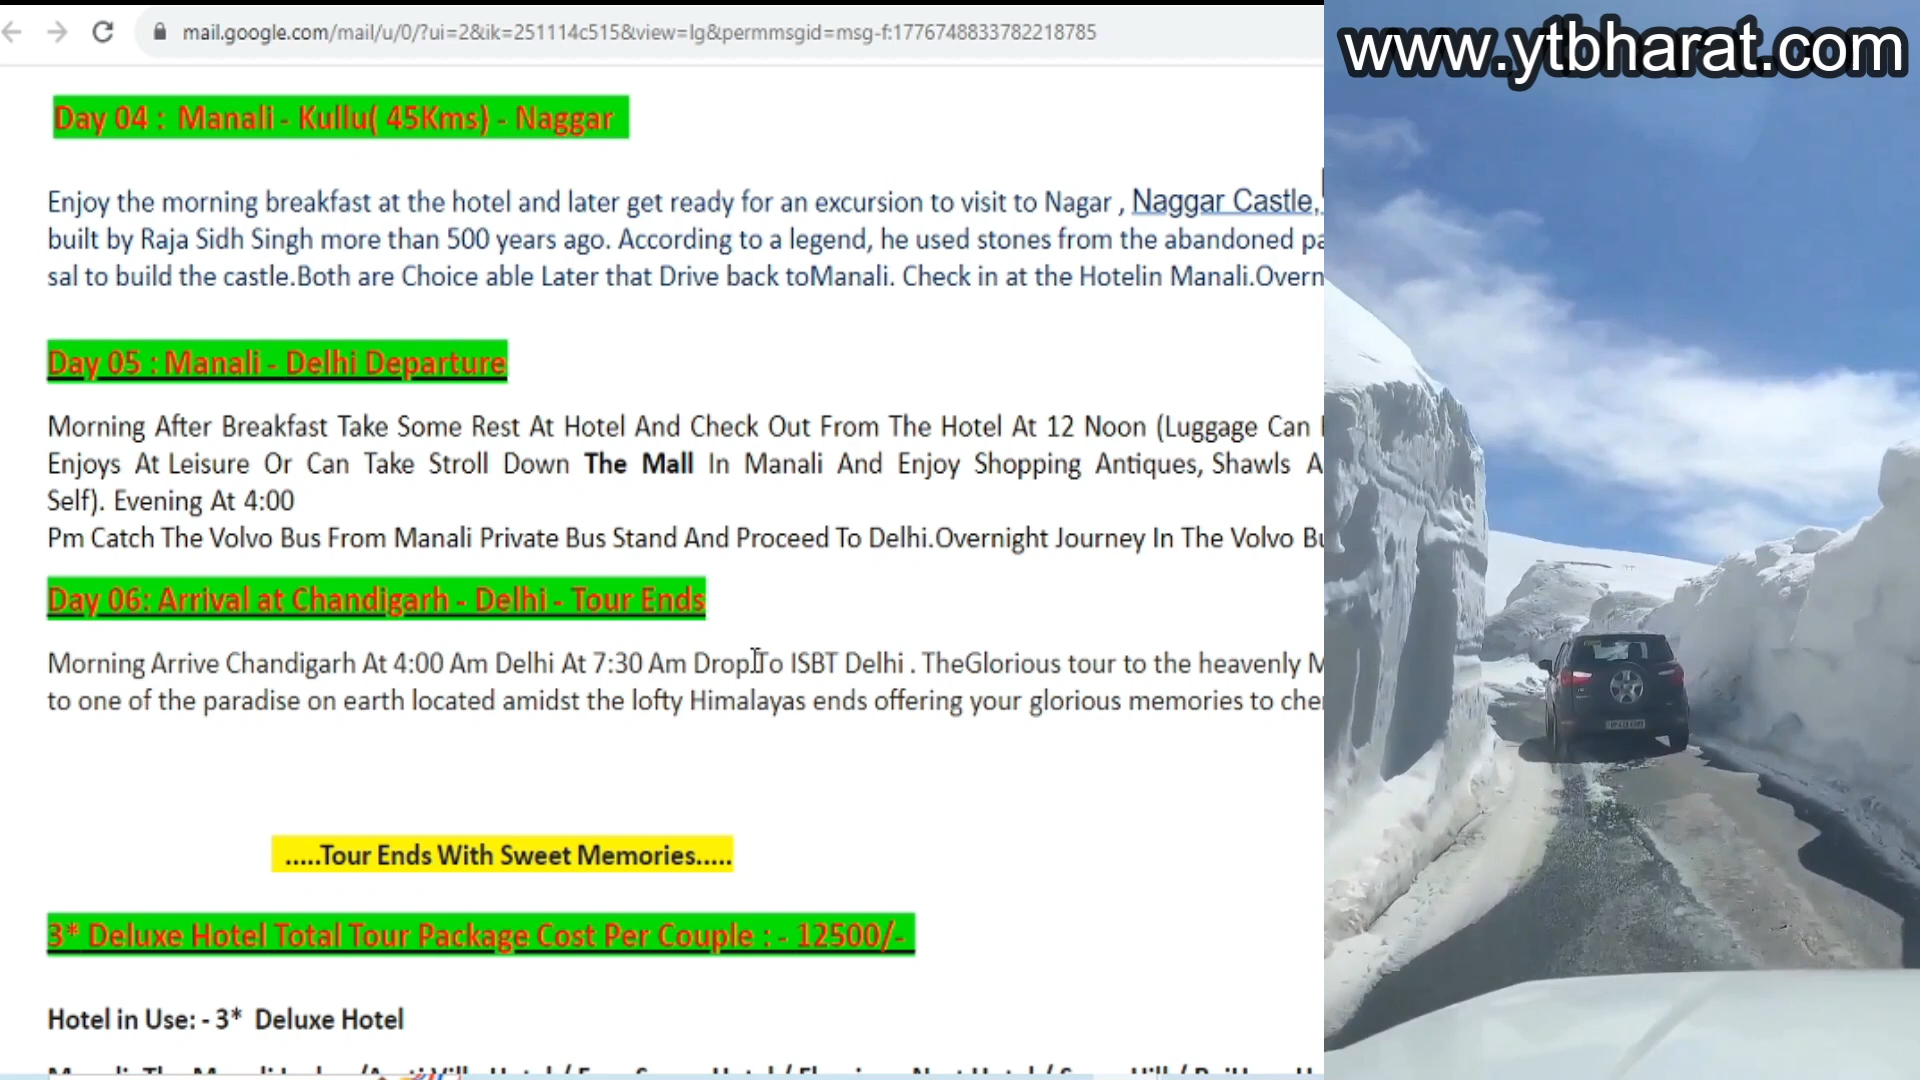 mail.google.com/mail/u/0/?ui=2&ik=251114c515&view=lg&permmsgid=msg-f:1776748833782218785
www.ytbharat.com
Day 04 : Manali - Kullu( 45Kms) - Naggar
Enjoy the morning breakfast at the hotel and later get ready for an excursion to visit to Nagar , Naggar Castle,
built by Raja Sidh Singh more than 500 years ago. According to a legend, he used stones from the abandoned pa
sal to build the castle.Both are Choice able Later that Drive back toManali. Check in at the Hotelin Manali.Overn
Day 05 : Manali - Delhi Departure
Morning After Breakfast Take Some Rest At Hotel And Check Out From The Hotel At 12 Noon (Luggage Can
Enjoys At Leisure Or Can Take Stroll Down The Mall In Manali And Enjoy Shopping Antiques, Shawls A
Self). Evening At 4:00
Pm Catch The Volvo Bus From Manali Private Bus Stand And Proceed To Delhi.Overnight Journey In The Volvo Bu
Day 06: Arrival at Chandigarh - Delhi - Tour Ends
Morning Arrive Chandigarh At 4:00 Am Delhi At 7:30 Am Drop To ISBT Delhi . TheGlorious tour to the heavenly M
to one of the paradise on earth located amidst the lofty Himalayas ends offering your glorious memories to cher
.....Tour Ends With Sweet Memories.....
3* Deluxe Hotel Total Tour Package Cost Per Couple : - 12500/-
Hotel in Use: - 3* Deluxe Hotel